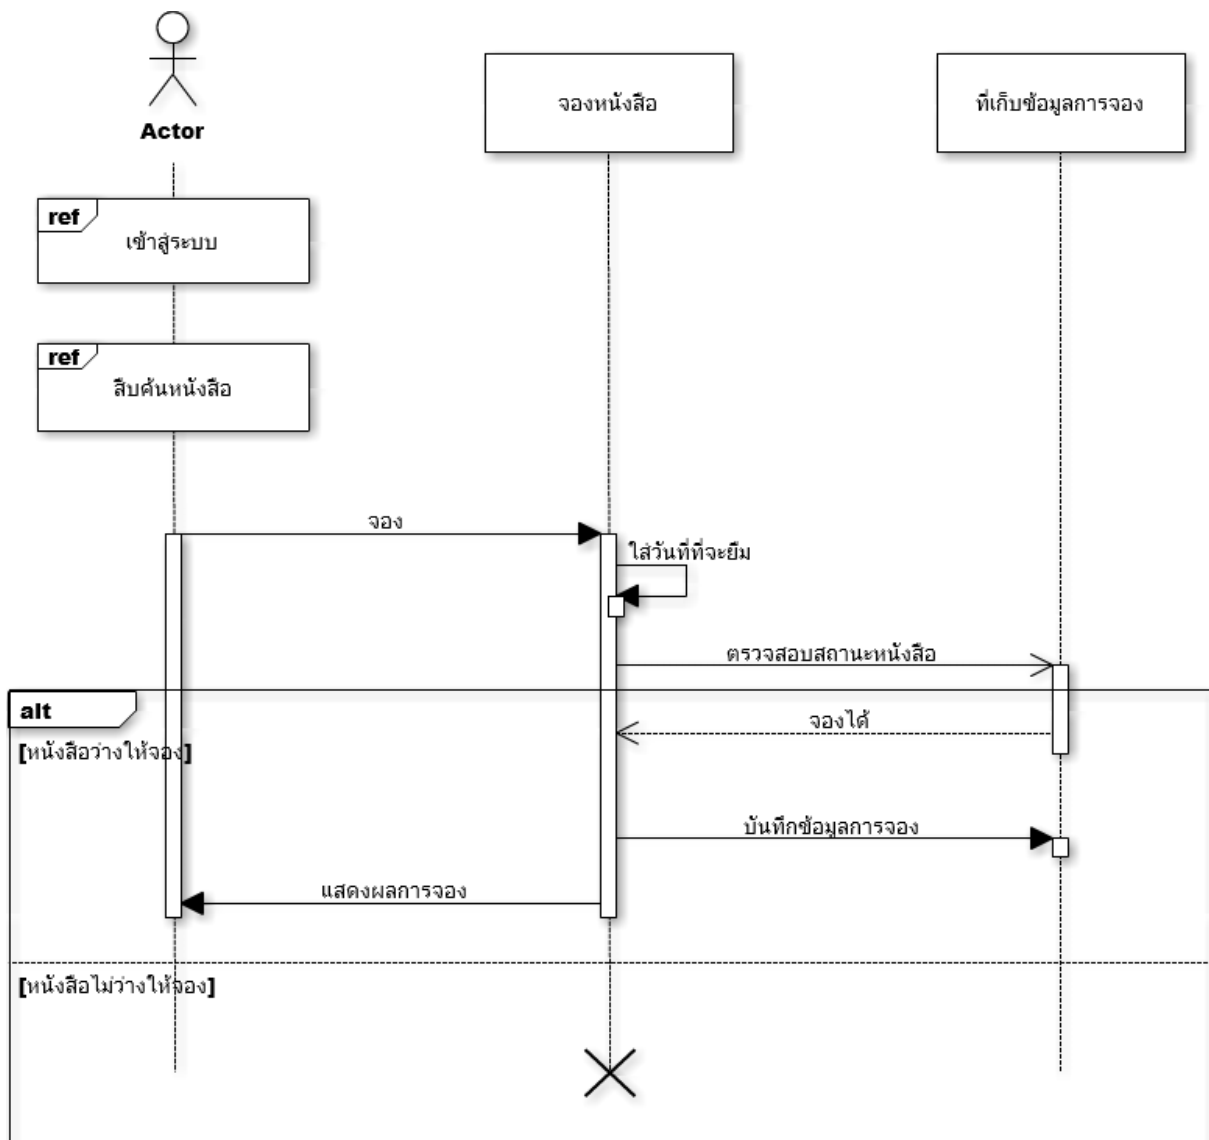 Actor
จองหนังสือ
ที่เก็บข้อมูลการจอง
ref
เข้าสู่ระบบ
ref
สืบค้นหนังสือ
จอง
ใส่วันที่ที่จะยืม
ตรวจสอบสถานะหนังสือ
alt
จองได้
[หนังสือว่างให้จอง]
บันทึกข้อมูลการจอง
แสดงผลการจอง
[หนังสือไม่ว่างให้จอง]